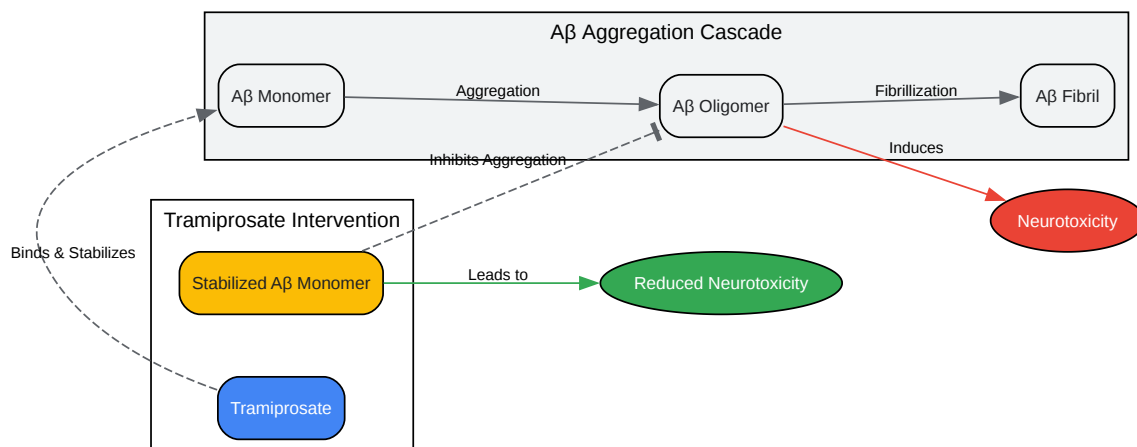 Aβ Aggregation Cascade
Aβ Monomer
Aggregation
Aβ Oligomer
Fibrillization
Aβ Fibril
Inhibits Aggregation
Induces
Neurotoxicity
Tramiprosate Intervention
Binds & Stabilizes
Stabilized Aβ Monomer
Leads to
Reduced Neurotoxicity
Tramiprosate